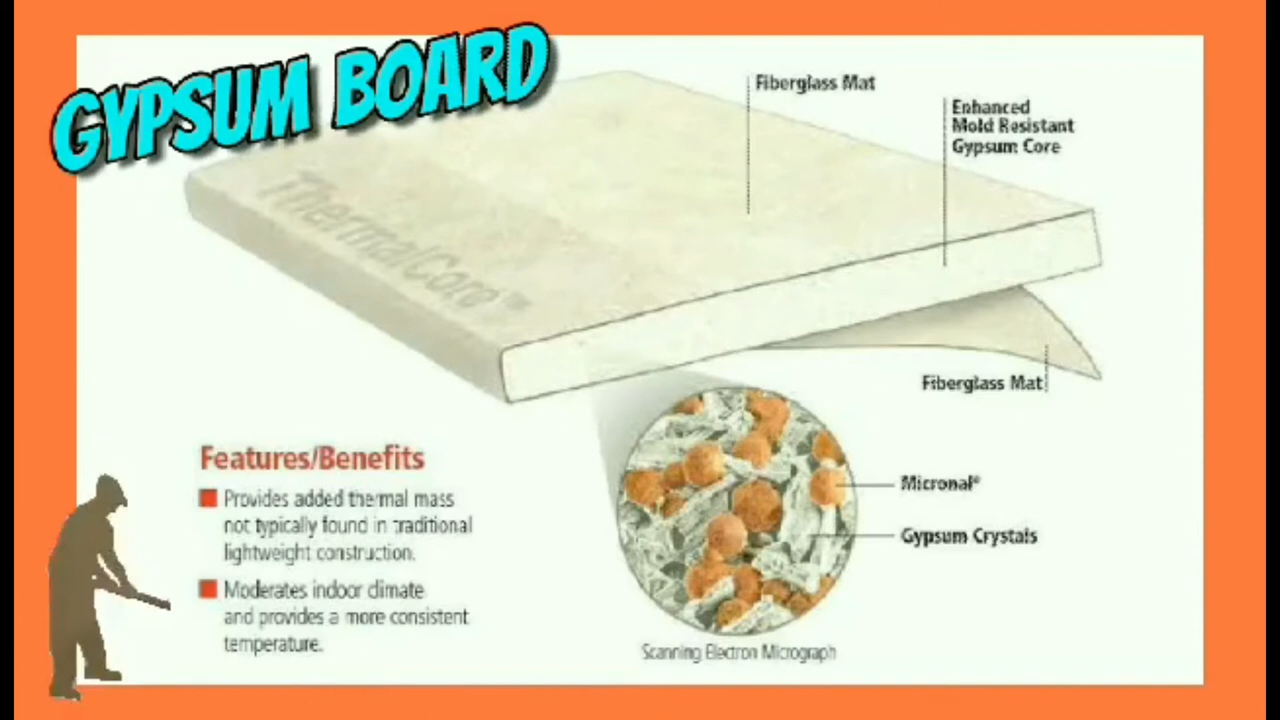 GYPSUM BOARD
Fiberglass Mat
Enhanced
Mold Resistant
Gypsum Core
ThermalCore™
Fiberglass Mat
Features/Benefits
Provides added thermal mass
not typically found in traditional
lightweight construction.
Moderates indoor climate
and provides a more consistent
temperature.
Micronal®
Gypsum Crystals
Scanning Electron Micrograph